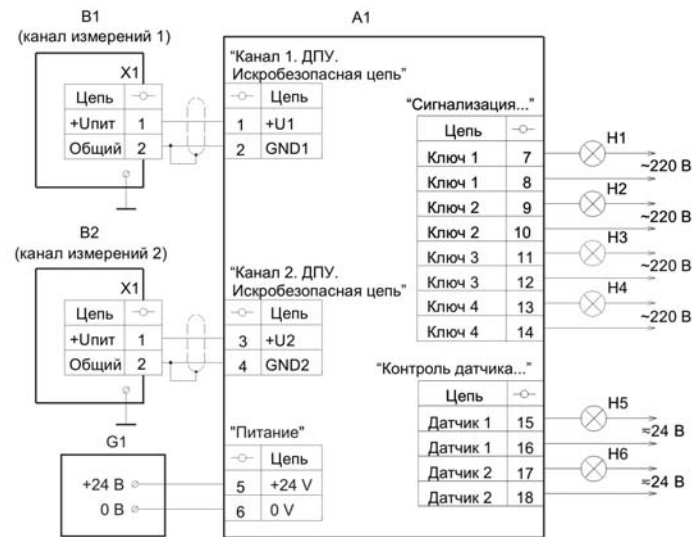 B1
(канал измерений 1)
X1
Цепь
+Uпит 1
Общий 2
B2
(канал измерений 2)
X1
Цепь
+Uпит 1
Общий 2
G1
+24 В
0 В
A1
"Канал 1. ДПУ.
Искробезопасная цепь"
Цепь
1 +U1
2 GND1
"Канал 2. ДПУ.
Искробезопасная цепь"
Цепь
3 +U2
4 GND2
"Питание"
Цепь
5 +24 V
6 0 V
"Сигнализация..."
Цепь
Ключ 1 7
Ключ 1 8
Ключ 2 9
Ключ 2 10
Ключ 3 11
Ключ 3 12
Ключ 4 13
Ключ 4 14
H1
~220 В
H2
~220 В
H3
~220 В
H4
~220 В
"Контроль датчика..."
Цепь
Датчик 1 15
Датчик 1 16
Датчик 2 17
Датчик 2 18
H5
≈24 В
H6
≈24 В